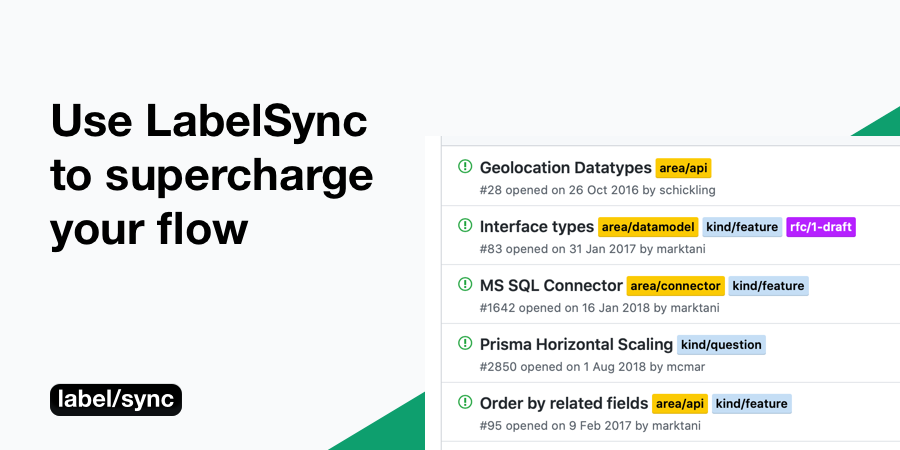 Use LabelSync
to supercharge
your flow
label/sync
Geolocation Datatypes area/api
#28 opened on 26 Oct 2016 by schickling
Interface types area/datamodel kind/feature rfc/1-draft
#83 opened on 31 Jan 2017 by marktani
MS SQL Connector area/connector kind/feature
#1642 opened on 16 Jan 2018 by marktani
Prisma Horizontal Scaling kind/question
#2850 opened on 1 Aug 2018 by mcmar
Order by related fields area/api kind/feature
#95 opened on 9 Feb 2017 by marktani